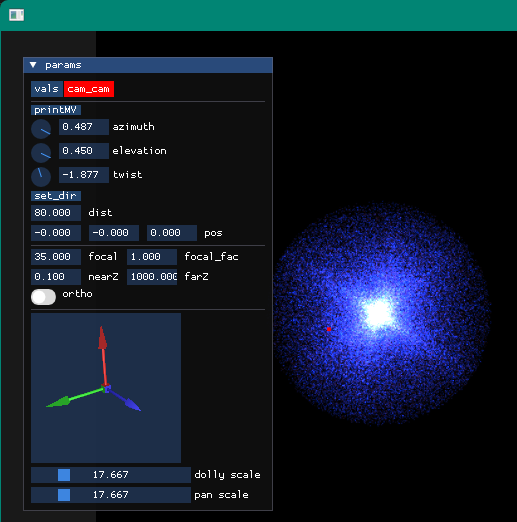 params
vals cam_cam
printMV
0.487 azimuth
0.450 elevation
-1.877 twist
set_dir
80.000 dist
-0.000 -0.000 0.000 pos
35.000 focal 1.000 focal_fac
0.100 nearZ 1000.000 farZ
ortho
17.667 dolly scale
17.667 pan scale